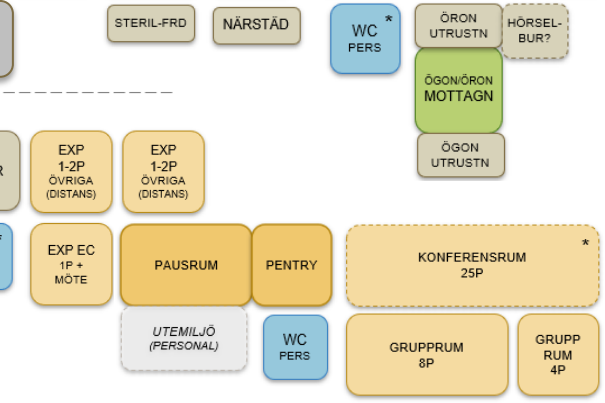 STERIL-FRD
NÄRSTÄD
WC *
PERS
ÖRON
UTRUSTN
HÖRSEL-
BUR?
ÖGON/ÖRON
MOTTAGN
ÖGON
UTRUSTN
R
EXP
1-2P
ÖVRIGA
(DISTANS)
EXP
1-2P
ÖVRIGA
(DISTANS)
*
EXP EC
1P +
MÖTE
PAUSRUM
PENTRY
KONFERENSRUM *
25P
UTEMILJÖ
(PERSONAL)
WC
PERS
GRUPPRUM
8P
GRUPP
RUM
4P